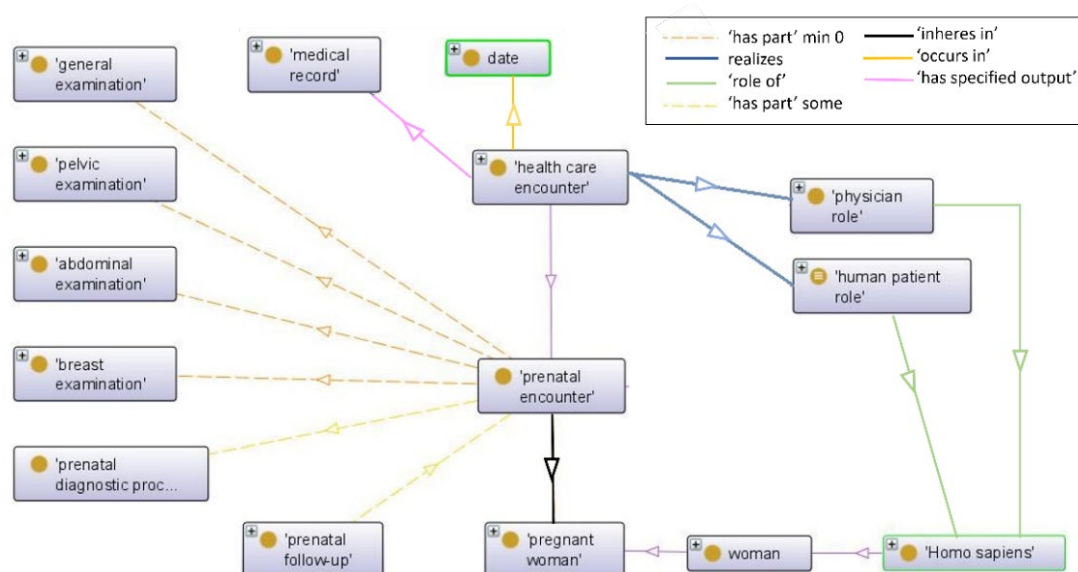 'general
examination'
'medical
record'
date
'has part' min 0
realizes
'role of'
'has part' some
'inheres in'
'occurs in'
'has specified output'
'pelvic
examination'
'health care
encounter'
'physician
role'
'abdominal
examination'
'human patient
role'
'breast
examination'
'prenatal
encounter'
'prenatal
diagnostic proc...
'prenatal
follow-up'
'pregnant
woman'
woman
'Homo sapiens'